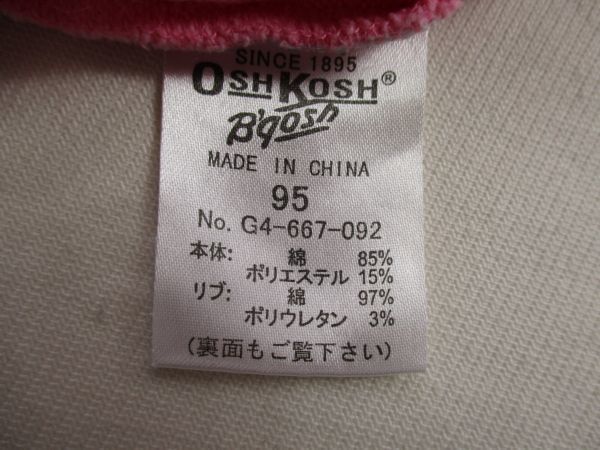 SINCE 1895
OSHKOSH®
B'gosh
MADE IN CHINA
95
No. G4-667-092
本体: 綿 85%
ポリエステル 15%
リブ: 綿 97%
ポリウレタン 3%
(裏面もご覧下さい)